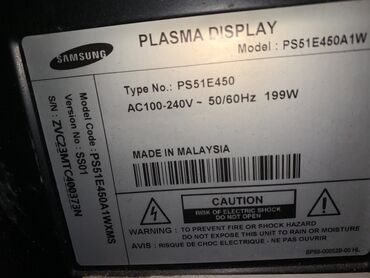 SAMSUNG
PLASMA DISPLAY
Model : PS51E450A1W
Type No.: PS51E450
AC100-240V ~ 50/60Hz 199W
Model Code : PS51E450A1WXMS
Version No : SS01
S/N : ZVC23MTC400373N
MADE IN MALAYSIA
CAUTION
RISK OF ELECTRIC SHOCK
DO NOT OPEN
WARNING : TO PREVENT FIRE OR SHOCK HAZARD
DO NOT EXPOSE THIS
TO RAIN OR MOISTURE.
AVIS : RISQUE DE CHOC ELECTRIQUE - NE PAS